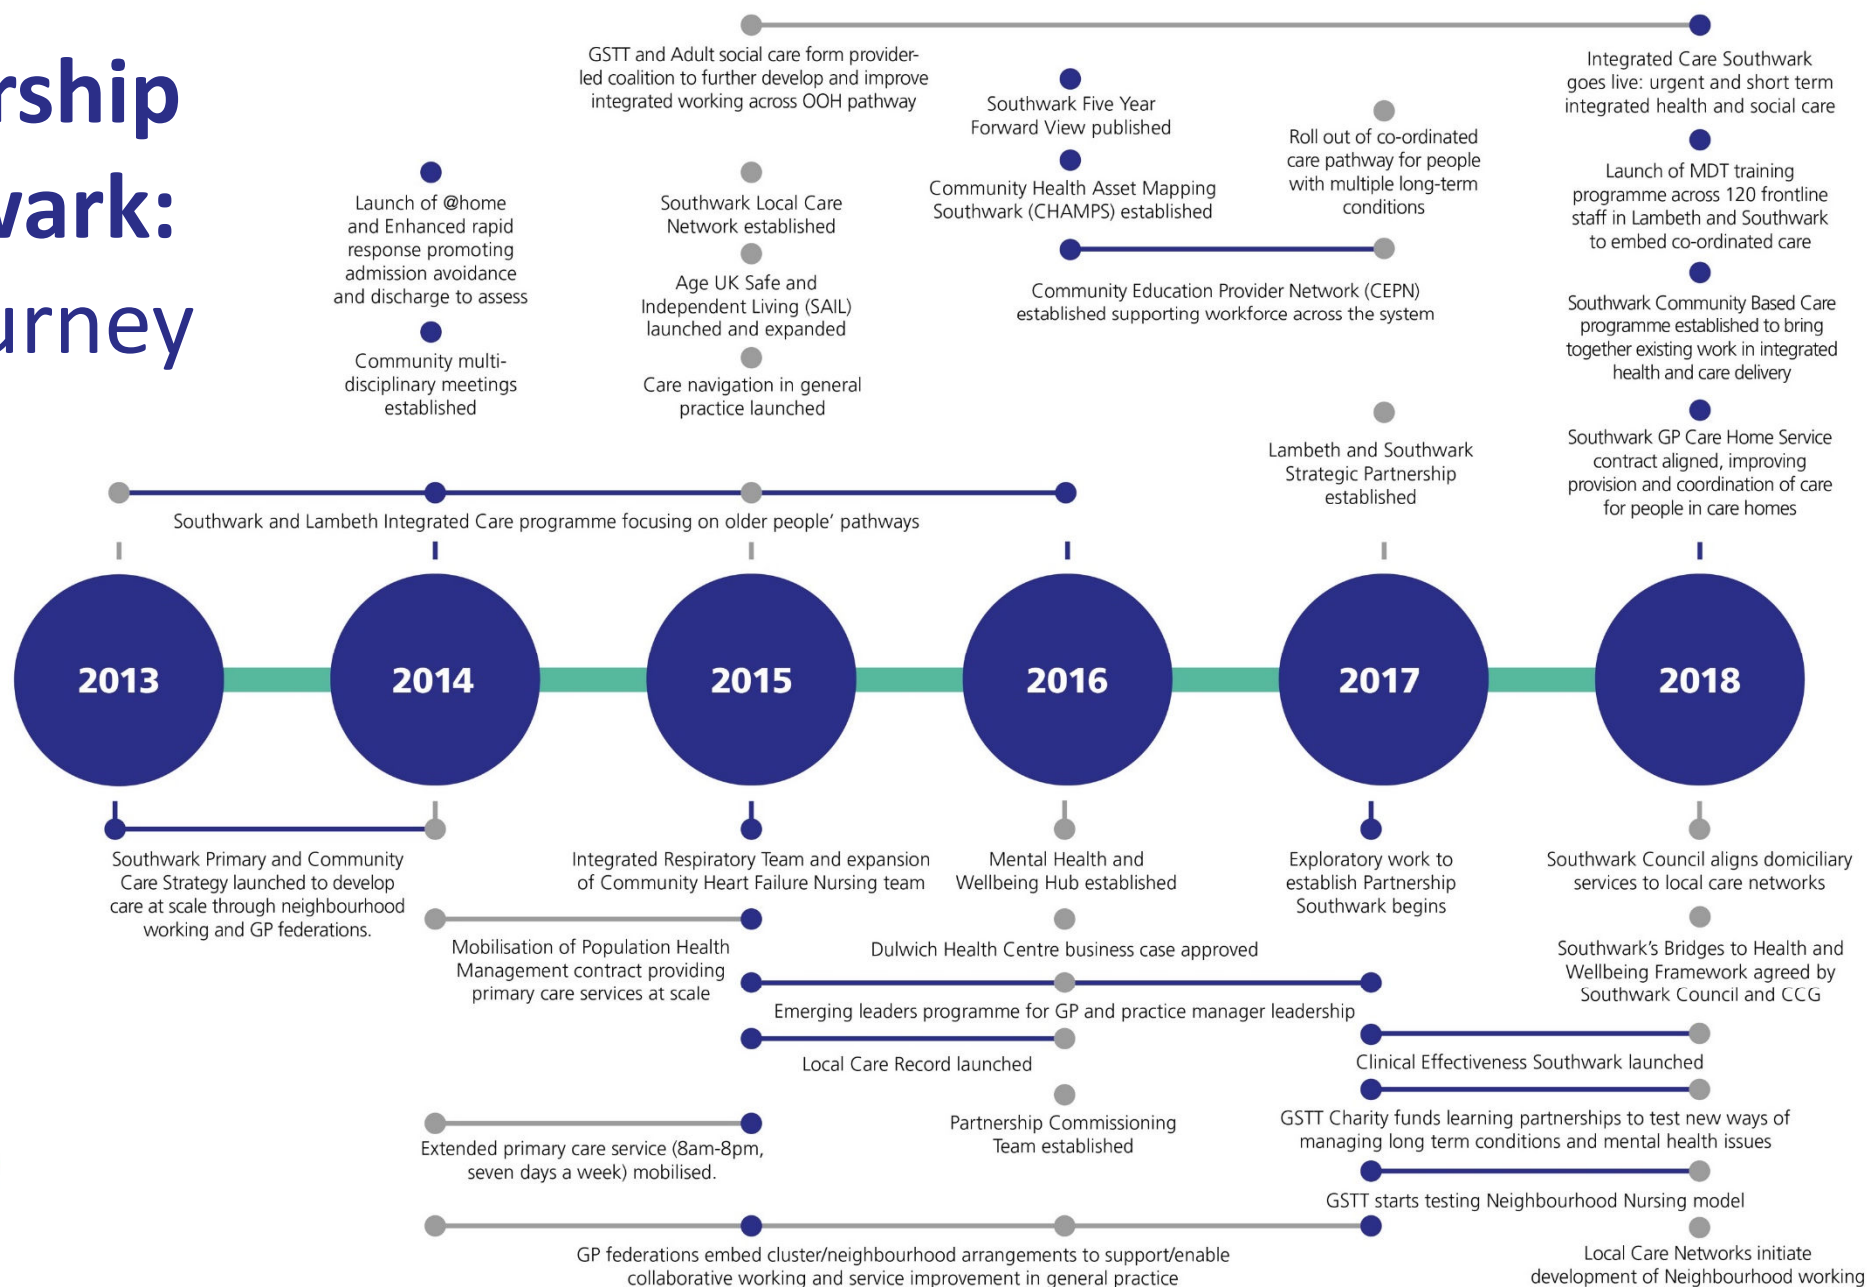 rship
wark:
urney
GSTT and Adult social care form provider-
led coalition to further develop and improve
integrated working across OOH pathway
Southwark Five Year
Forward View published
Community Health Asset Mapping
Southwark (CHAMPS) established
Roll out of co-ordinated
care pathway for people
with multiple long-term
conditions
Integrated Care Southwark
goes live: urgent and short term
integrated health and social care
Launch of MDT training
programme across 120 frontline
staff in Lambeth and Southwark
to embed co-ordinated care
Launch of @home
and Enhanced rapid
response promoting
admission avoidance
and discharge to assess
Community multi-
disciplinary meetings
established
Southwark Local Care
Network established
Age UK Safe and
Independent Living (SAIL)
launched and expanded
Care navigation in general
practice launched
Community Education Provider Network (CEPN)
established supporting workforce across the system
Southwark Community Based Care
programme established to bring
together existing work in integrated
health and care delivery
Lambeth and Southwark
Strategic Partnership
established
Southwark GP Care Home Service
contract aligned, improving
provision and coordination of care
for people in care homes
Southwark and Lambeth Integrated Care programme focusing on older people‘ pathways
2013
2014
2015
2016
2017
2018
Southwark Primary and Community
Care Strategy launched to develop
care at scale through neighbourhood
working and GP federations.
Integrated Respiratory Team and expansion
of Community Heart Failure Nursing team
Mental Health and
Wellbeing Hub established
Exploratory work to
establish Partnership
Southwark begins
Southwark Council aligns domiciliary
services to local care networks
Mobilisation of Population Health
Management contract providing
primary care services at scale
Dulwich Health Centre business case approved
Southwark’s Bridges to Health and
Wellbeing Framework agreed by
Southwark Council and CCG
Emerging leaders programme for GP and practice manager leadership
Local Care Record launched
Clinical Effectiveness Southwark launched
Partnership Commissioning
Team established
GSTT Charity funds learning partnerships to test new ways of
managing long term conditions and mental health issues
Extended primary care service (8am-8pm,
seven days a week) mobilised.
GSTT starts testing Neighbourhood Nursing model
GP federations embed cluster/neighbourhood arrangements to support/enable
collaborative working and service improvement in general practice
Local Care Networks initiate
development of Neighbourhood working